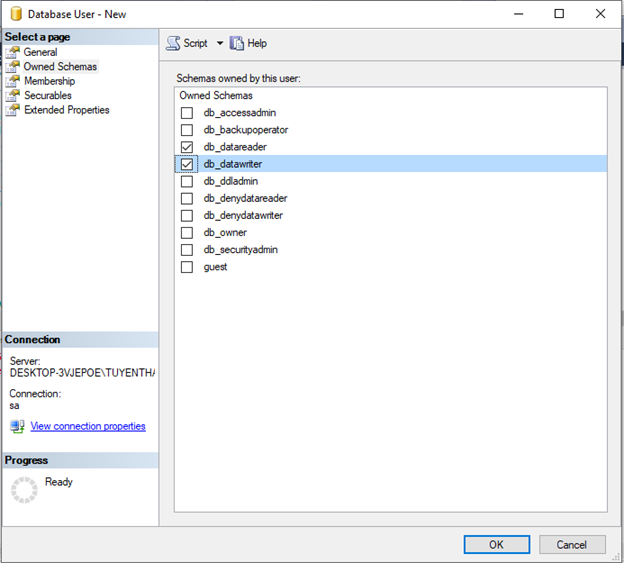 Database User - New
Select a page
General
Owned Schemas
Membership
Securables
Extended Properties
Script
Help
Schemas owned by this user:
Owned Schemas
db_accessadmin
db_backupoperator
db_datareader
db_datawriter
db_ddladmin
db_denydatareader
db_denydatawriter
db_owner
db_securityadmin
guest
Connection
Server:
DESKTOP-3VJEPOE\TUYENTHA
Connection:
sa
View connection properties
Progress
Ready
OK
Cancel